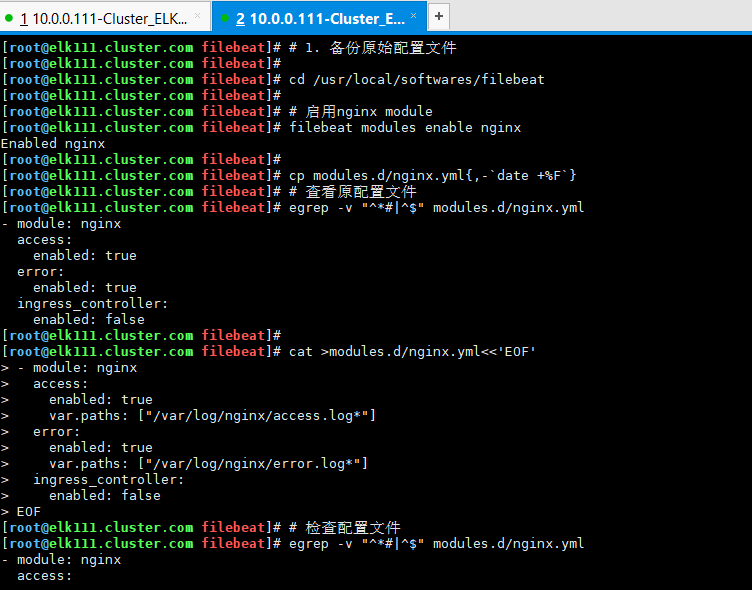 1 10.0.0.111-Cluster_ELK... × 2 10.0.0.111-Cluster_E... × +
[root@elk111.cluster.com filebeat]# # 1. 备份原始配置文件
[root@elk111.cluster.com filebeat]#
[root@elk111.cluster.com filebeat]# cd /usr/local/softwares/filebeat
[root@elk111.cluster.com filebeat]#
[root@elk111.cluster.com filebeat]# # 启用nginx module
[root@elk111.cluster.com filebeat]# filebeat modules enable nginx
Enabled nginx
[root@elk111.cluster.com filebeat]#
[root@elk111.cluster.com filebeat]# cp modules.d/nginx.yml{,-`date +%F`}
[root@elk111.cluster.com filebeat]# # 查看原配置文件
[root@elk111.cluster.com filebeat]# egrep -v "^*#|^$" modules.d/nginx.yml
- module: nginx
  access:
    enabled: true
  error:
    enabled: true
  ingress_controller:
    enabled: false
[root@elk111.cluster.com filebeat]#
[root@elk111.cluster.com filebeat]# cat >modules.d/nginx.yml<<'EOF'
> - module: nginx
>   access:
>     enabled: true
>     var.paths: ["/var/log/nginx/access.log*"]
>   error:
>     enabled: true
>     var.paths: ["/var/log/nginx/error.log*"]
>   ingress_controller:
>     enabled: false
> EOF
[root@elk111.cluster.com filebeat]# # 检查配置文件
[root@elk111.cluster.com filebeat]# egrep -v "^*#|^$" modules.d/nginx.yml
- module: nginx
  access: